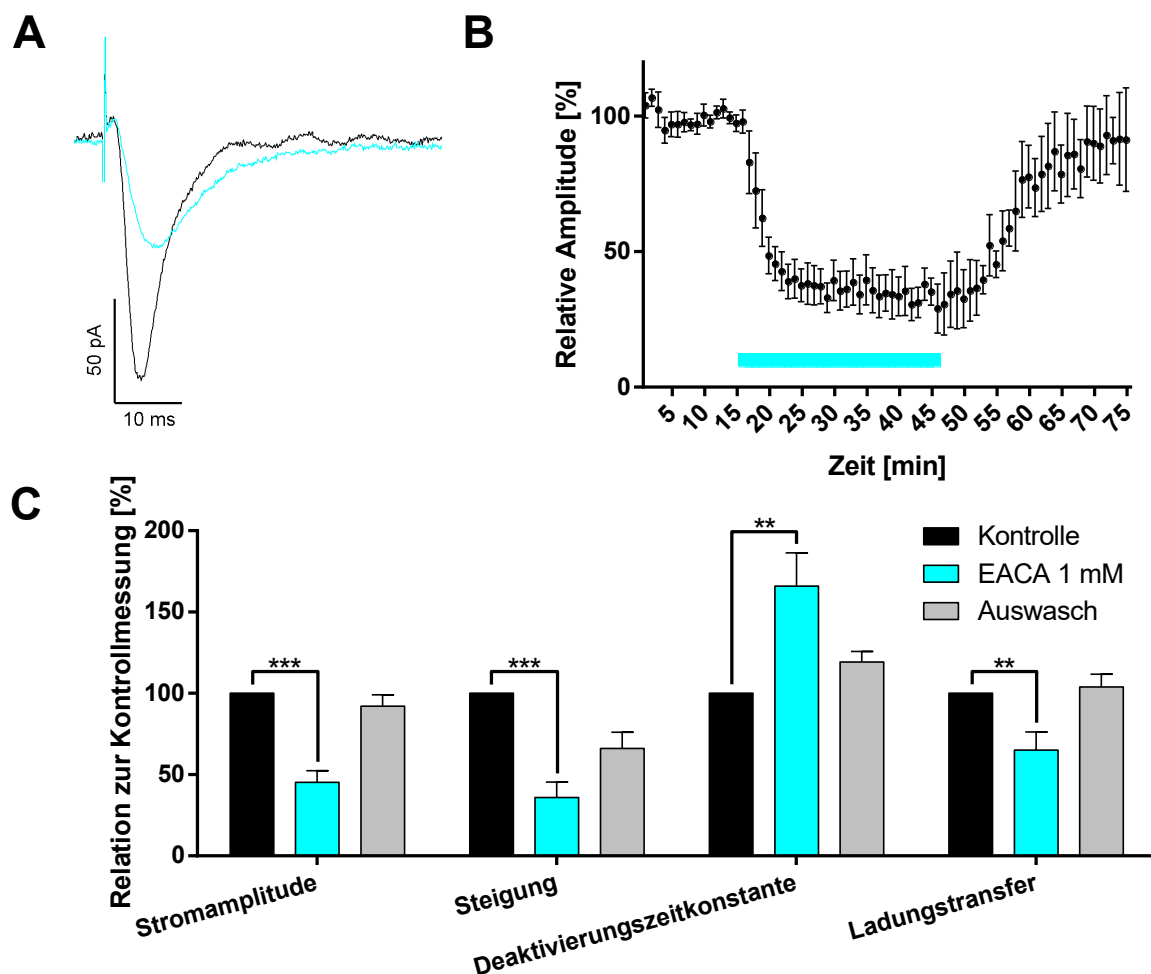 A
50 pA
10 ms
B
Relative Amplitude [%]
100
50
0
5 10 15 20 25 30 35 40 45 50 55 60 65 70 75
Zeit [min]
C
Relation zur Kontrollmessung [%]
200
150
100
50
0
*** *** ** **
Kontrolle
EACA 1 mM
Auswasch
Stromamplitude
Steigung
Deaktivierungszeitkonstante
Ladungstransfer